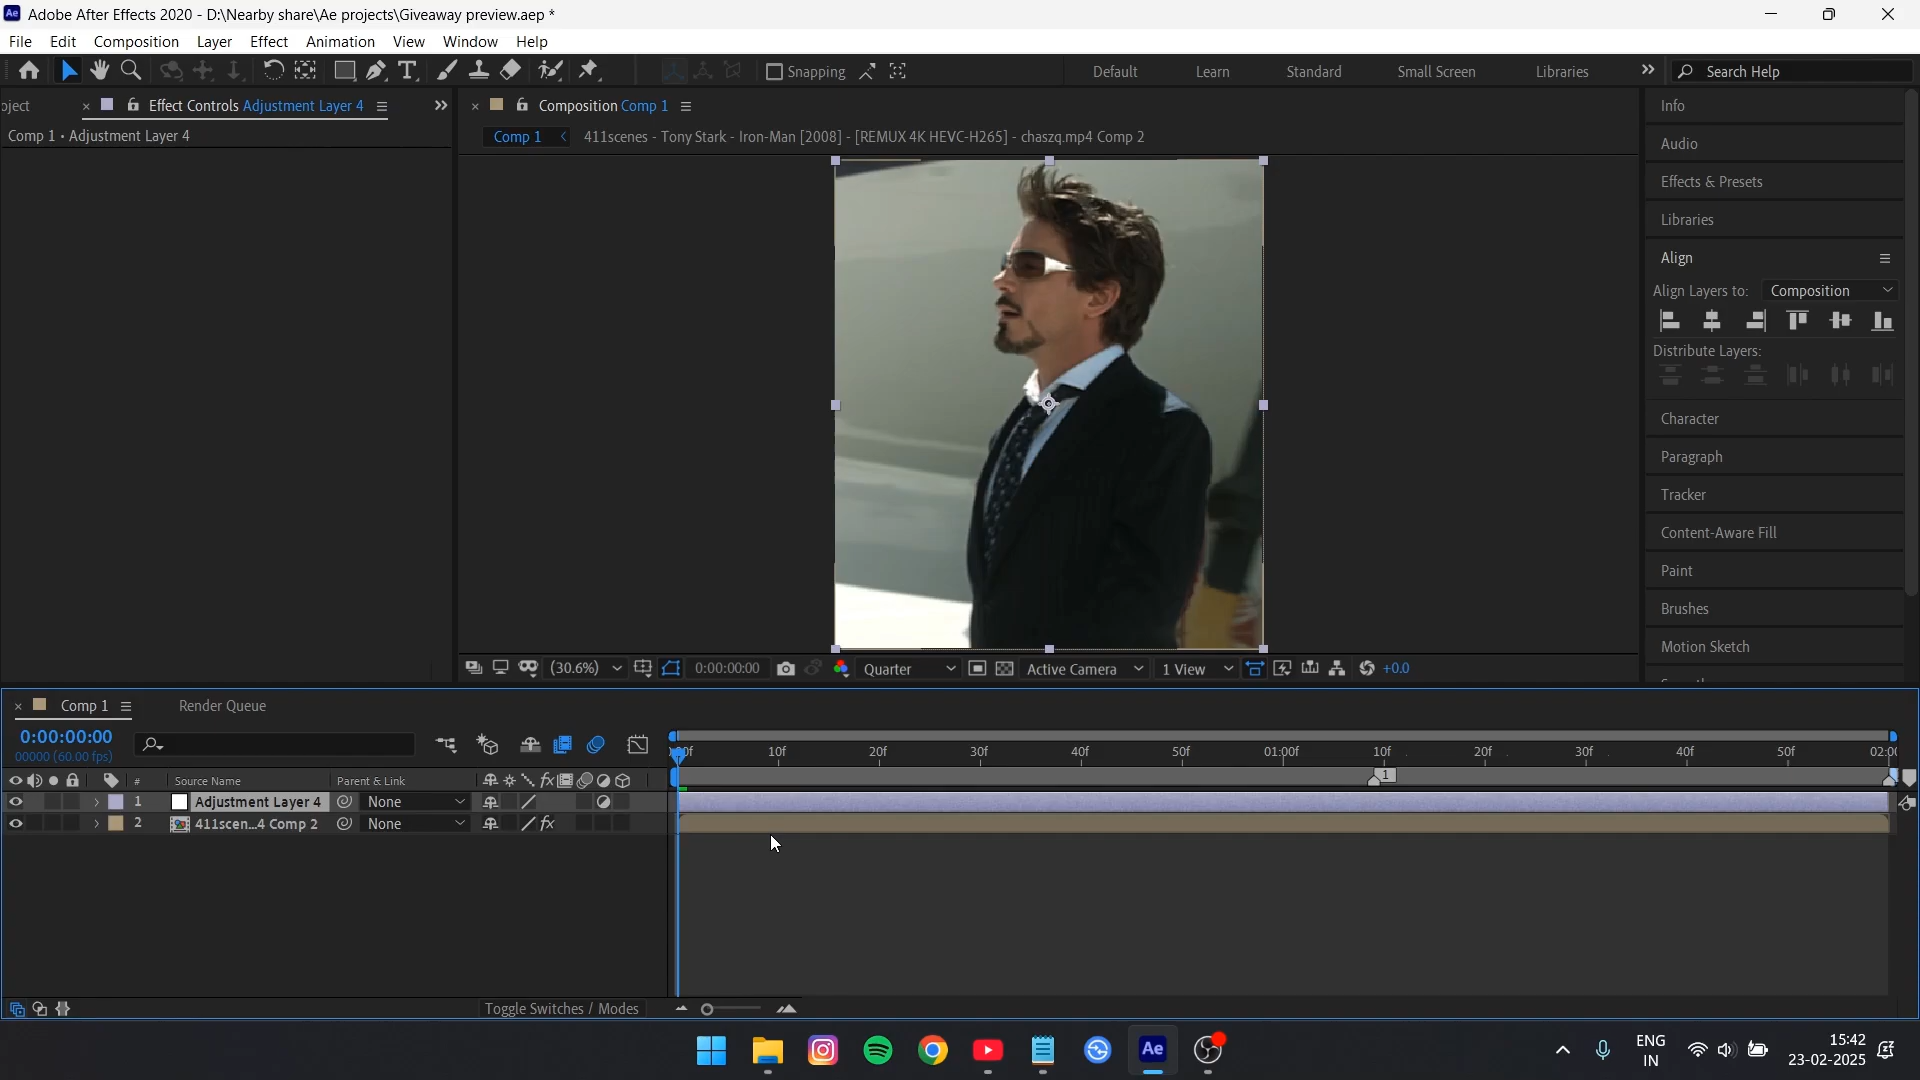 Adobe After Effects 2020 - D:\Nearby share\Ae projects\Giveaway preview.aep *
File Edit Composition Layer Effect Animation View Window Help
Snapping Default Learn Standard Small Screen Libraries Search Help
oject Effect Controls Adjustment Layer 4
Comp 1 • Adjustment Layer 4
Composition Comp 1
Comp 1 411scenes - Tony Stark - Iron-Man [2008] - [REMUX 4K HEVC-H265] - chaszq.mp4 Comp 2
(30.6%) 0:00:00:00 Quarter Active Camera 1 View +0.0
Info
Audio
Effects & Presets
Libraries
Align
Align Layers to: Composition
Distribute Layers:
Character
Paragraph
Tracker
Content-Aware Fill
Paint
Brushes
Motion Sketch
Comp 1 Render Queue
0:00:00:00
00000 (60.00 fps)
:00f 10f 20f 30f 40f 50f 01:00f 10f 20f 30f 40f 50f 02:0
# Source Name Parent & Link
1
1 Adjustment Layer 4 None
2 411scen...4 Comp 2 None
Toggle Switches / Modes
Ae
ENG
IN
15:42
23-02-2025